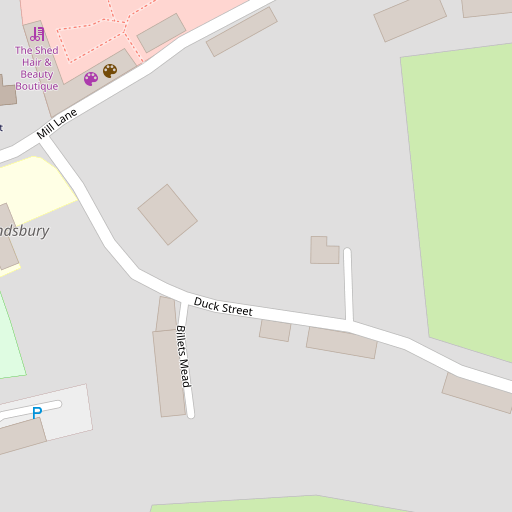 The Shed
Hair &
Beauty
Boutique
Mill Lane
t
ndsbury
Duck Street
Billets Mead
P